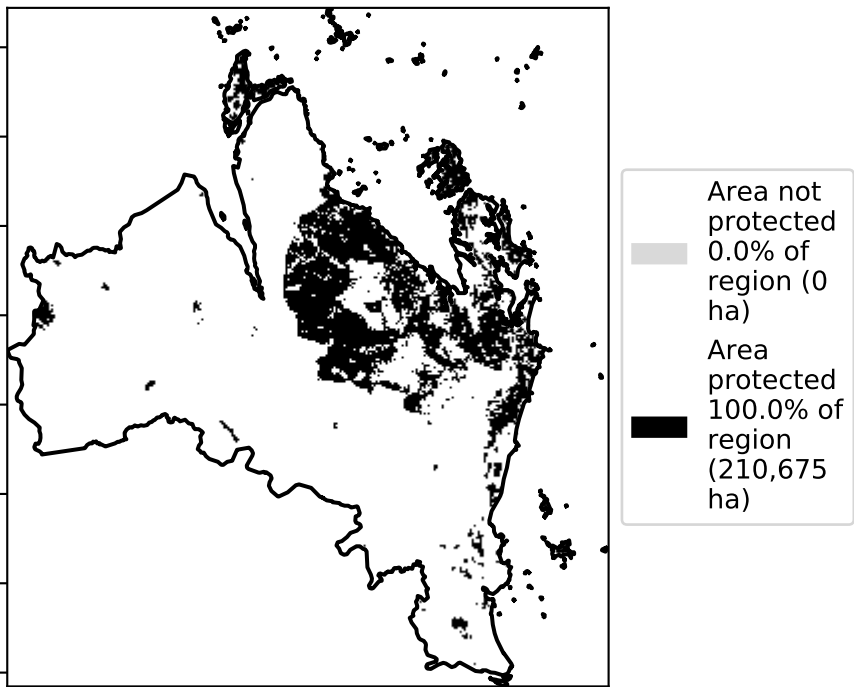 Area not
protected
0.0% of
region (0
ha)
Area
protected
100.0% of
region
(210,675
ha)